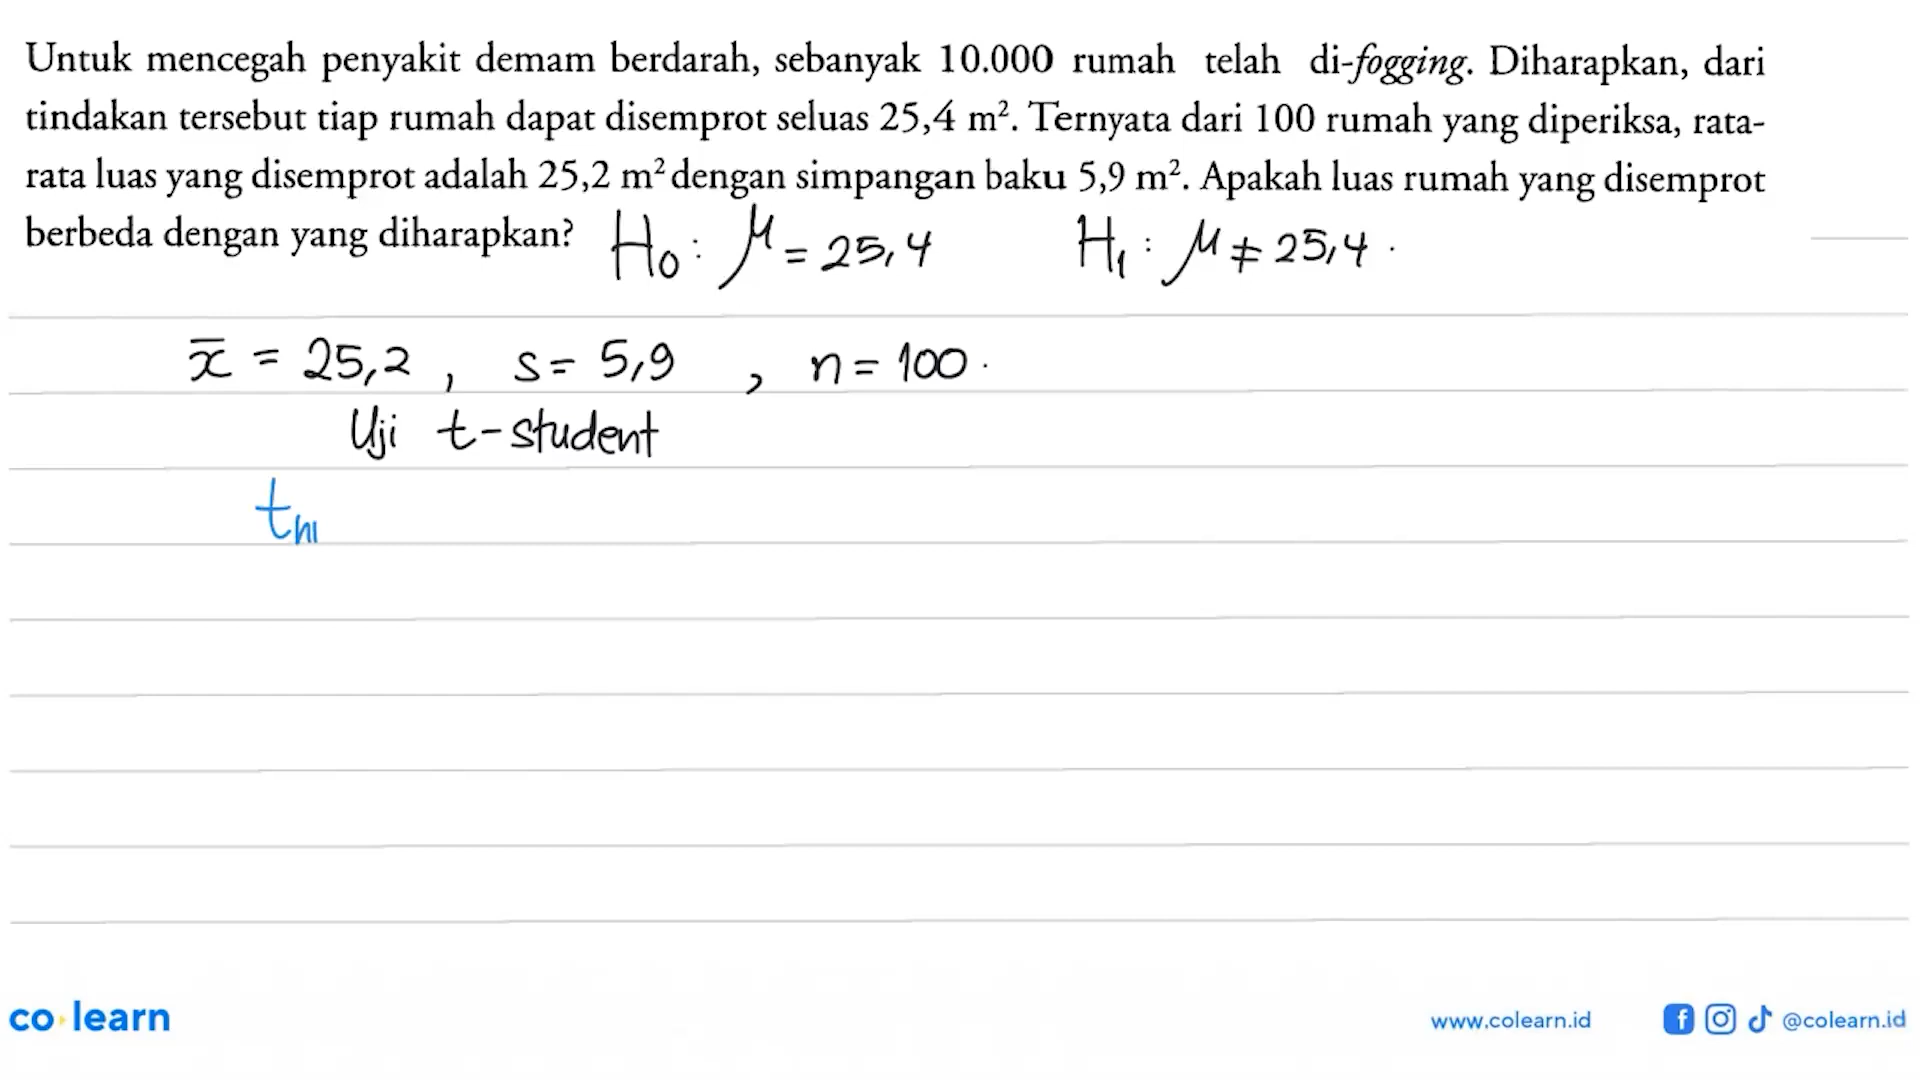 Untuk mencegah penyakit demam berdarah, sebanyak 10.000 rumah telah di-fogging. Diharapkan, dari
tindakan tersebut tiap rumah dapat disemprot seluas 25,4 m². Ternyata dari 100 rumah yang diperiksa, rata-
rata luas yang disemprot adalah 25,2 m² dengan simpangan baku 5,9 m². Apakah luas rumah yang disemprot
berbeda dengan yang diharapkan? H₀ : μ = 25,4 H₁ : μ ≠ 25,4 .
x̄ = 25,2 , s = 5,9 , n = 100 .
Uji t-student
t hi
co learn
www.colearn.id @colearn.id